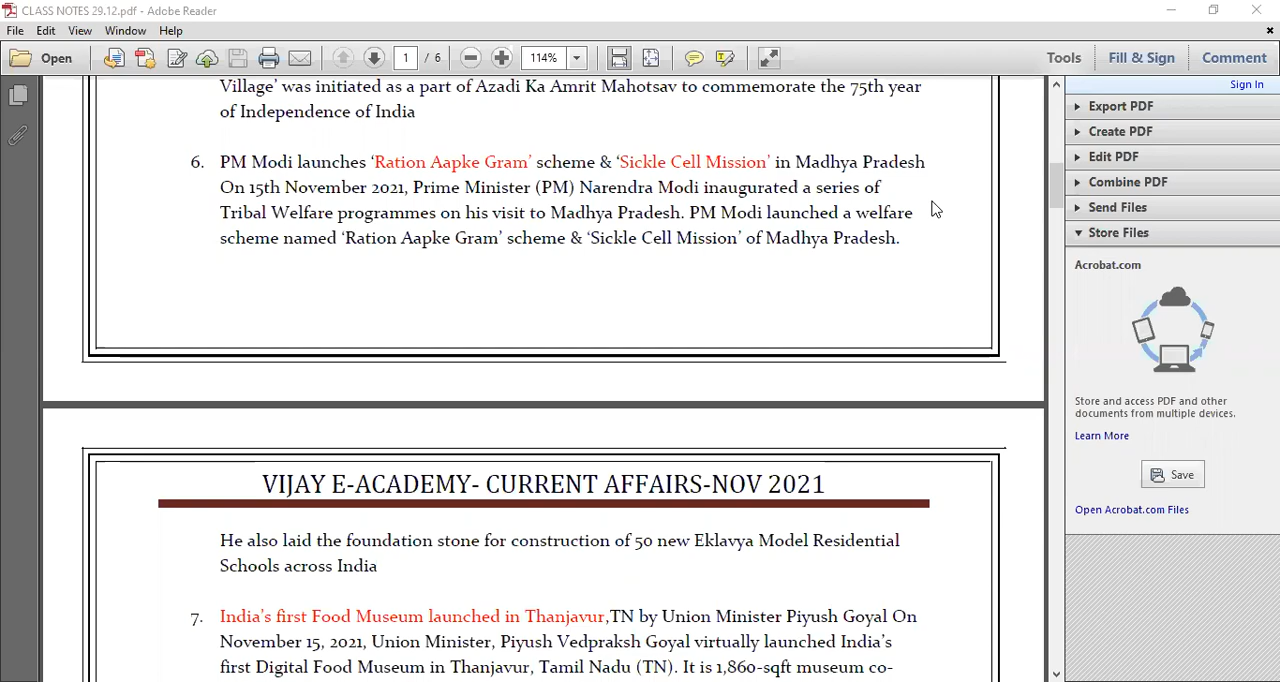 CLASS NOTES 29.12.pdf - Adobe Reader
File Edit View Window Help
Open 1 / 6 114% Tools Fill & Sign Comment
Sign In
Export PDF
Create PDF
Edit PDF
Combine PDF
Send Files
Store Files
Acrobat.com
Store and access PDF and other
documents from multiple devices.
Learn More
Save
Open Acrobat.com Files
Village’ was initiated as a part of Azadi Ka Amrit Mahotsav to commemorate the 75th year
of Independence of India
6. PM Modi launches ‘Ration Aapke Gram’ scheme & ‘Sickle Cell Mission’ in Madhya Pradesh
On 15th November 2021, Prime Minister (PM) Narendra Modi inaugurated a series of
Tribal Welfare programmes on his visit to Madhya Pradesh. PM Modi launched a welfare
scheme named ‘Ration Aapke Gram’ scheme & ‘Sickle Cell Mission’ of Madhya Pradesh.
VIJAY E-ACADEMY- CURRENT AFFAIRS-NOV 2021
He also laid the foundation stone for construction of 50 new Eklavya Model Residential
Schools across India
7. India’s first Food Museum launched in Thanjavur,TN by Union Minister Piyush Goyal On
November 15, 2021, Union Minister, Piyush Vedpraksh Goyal virtually launched India’s
first Digital Food Museum in Thanjavur, Tamil Nadu (TN). It is 1,860-sqft museum co-